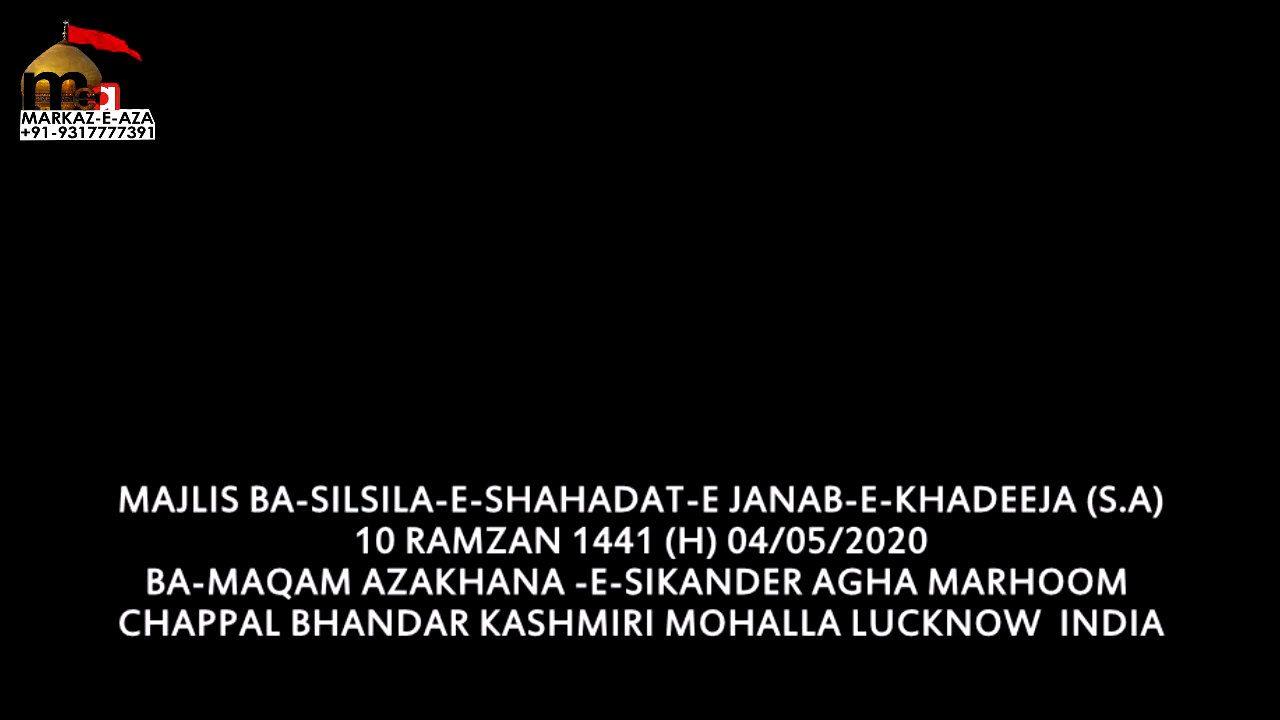 mea
MARKAZ-E-AZA
+91-9317777391
MAJLIS BA-SILSILA-E-SHAHADAT-E JANAB-E-KHADEEJA (S.A)
10 RAMZAN 1441 (H) 04/05/2020
BA-MAQAM AZAKHANA -E-SIKANDER AGHA MARHOOM
CHAPPAL BHANDAR KASHMIRI MOHALLA LUCKNOW  INDIA